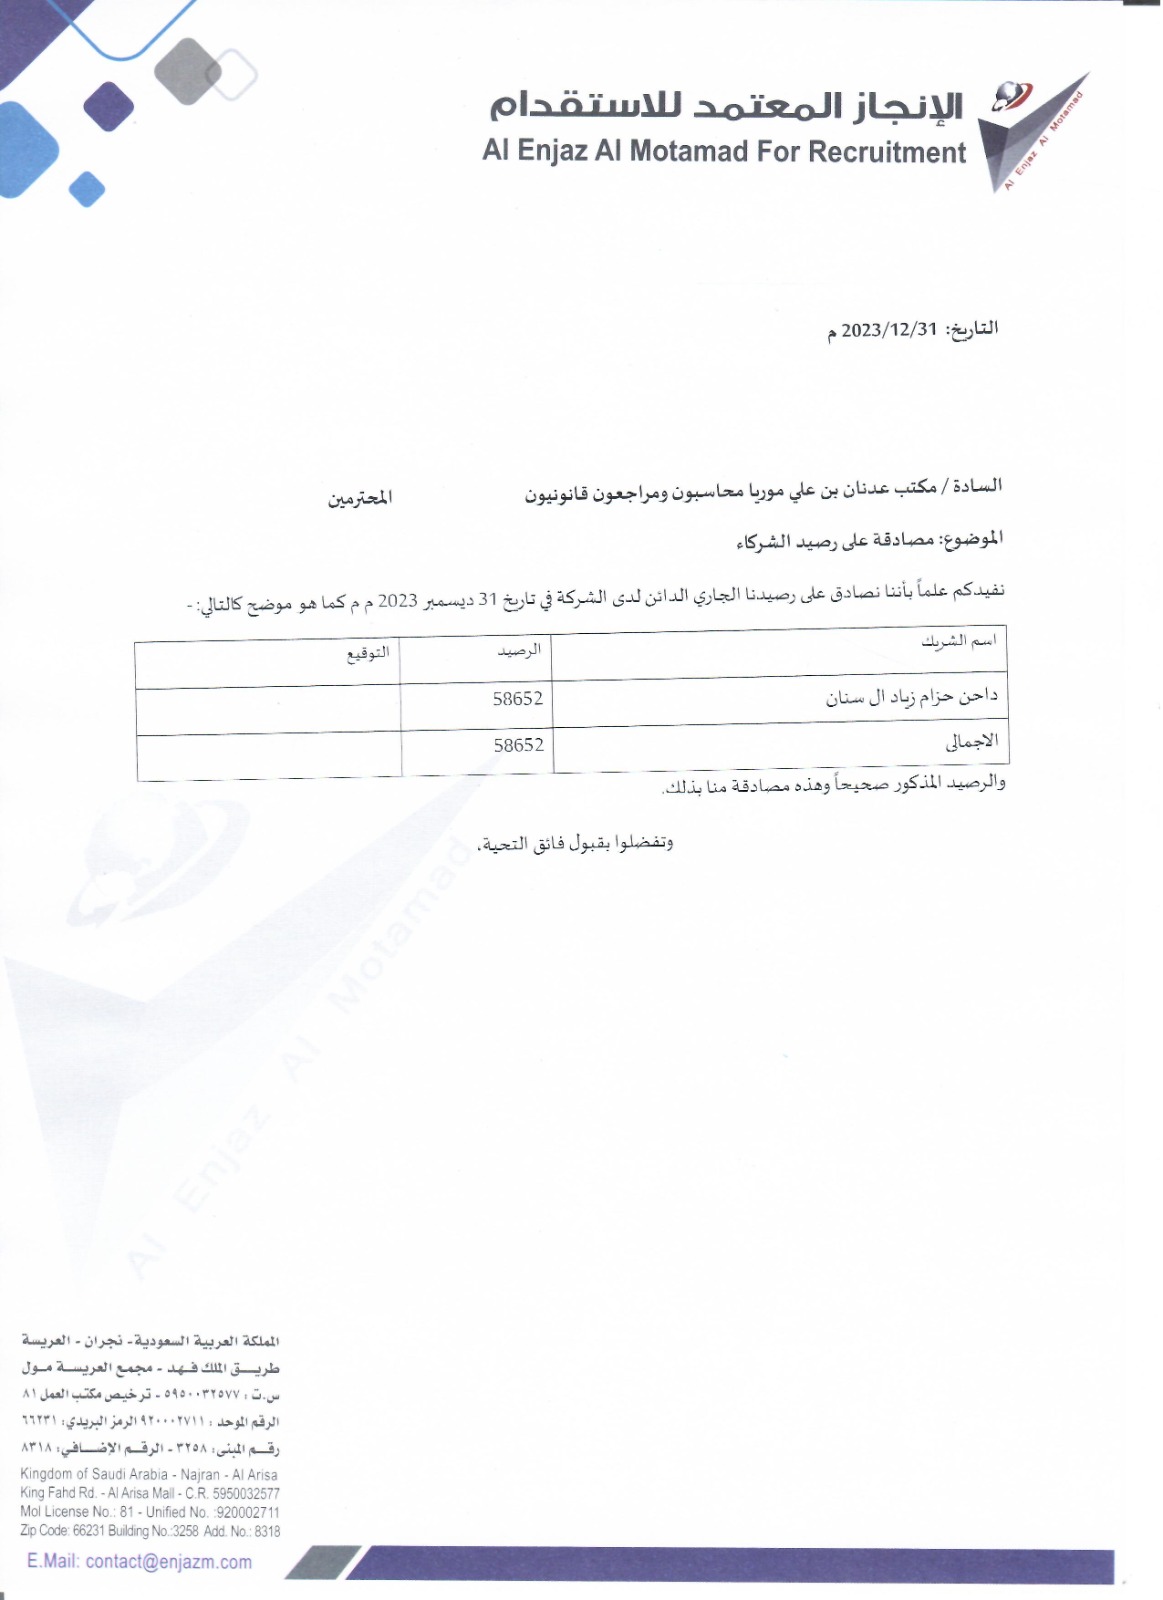 الإنجاز المعتمد للاستقدام
Al Enjaz Al Motamad For Recruitment
Al Enjaz Al Motamad
التاريخ: 2023/12/31 م
السادة / مكتب عدنان بن علي موريا محاسبون ومراجعون قانونيون المحترمين
الموضوع: مصادقة على رصيد الشركاء
نفيدكم علماً بأننا نصادق على رصيدنا الجاري الدائن لدى الشركة في تاريخ 31 ديسمبر 2023 م م كما هو موضح كالتالي: -
اسم الشريك الرصيد التوقيع
داحن حزام زياد ال سنان 58652
الاجمالى 58652
والرصيد المذكور صحيحاً وهذه مصادقة منا بذلك.
وتفضلوا بقبول فائق التحية،
Al Enjaz Al Motamad
المملكة العربية السعودية - نجران - العريسة
طريق الملك فهد - مجمع العريسة مول
س.ت : ٥٩٥٠٠٣٢٥٧٧ - ترخيص مكتب العمل ٨١
الرقم الموحد : ٩٢٠٠٠٢٧١١ الرمز البريدي: ٦٦٢٣١
رقم المبنى: ٣٢٥٨ - الرقم الإضافي: ٨٣١٨
Kingdom of Saudi Arabia - Najran - Al Arisa
King Fahd Rd. - Al Arisa Mall - C.R. 5950032577
Mol License No.: 81 - Unified No. :920002711
Zip Code: 66231 Building No.:3258 Add. No.: 8318
E.Mail: contact@enjazm.com